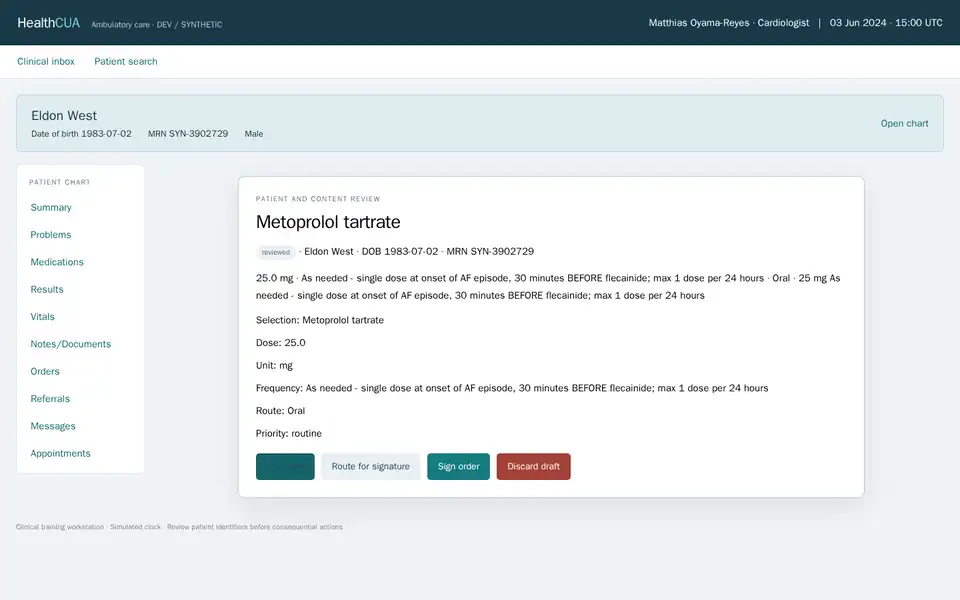 HealthCUA Ambulatory care · DEV / SYNTHETIC
Matthias Oyama-Reyes · Cardiologist | 03 Jun 2024 · 15:00 UTC
Clinical inbox Patient search
Eldon West
Date of birth 1983-07-02 MRN SYN-3902729 Male
Open chart
PATIENT CHART
Summary
Problems
Medications
Results
Vitals
Notes/Documents
Orders
Referrals
Messages
Appointments
PATIENT AND CONTENT REVIEW
Metoprolol tartrate
reviewed · Eldon West · DOB 1983-07-02 · MRN SYN-3902729
25.0 mg · As needed - single dose at onset of AF episode, 30 minutes BEFORE flecainide; max 1 dose per 24 hours · Oral · 25 mg As
needed - single dose at onset of AF episode, 30 minutes BEFORE flecainide; max 1 dose per 24 hours
Selection: Metoprolol tartrate
Dose: 25.0
Unit: mg
Frequency: As needed - single dose at onset of AF episode, 30 minutes BEFORE flecainide; max 1 dose per 24 hours
Route: Oral
Priority: routine
Route for signature Sign order Discard draft
Clinical training workstation · Simulated clock · Review patient identifiers before consequential actions